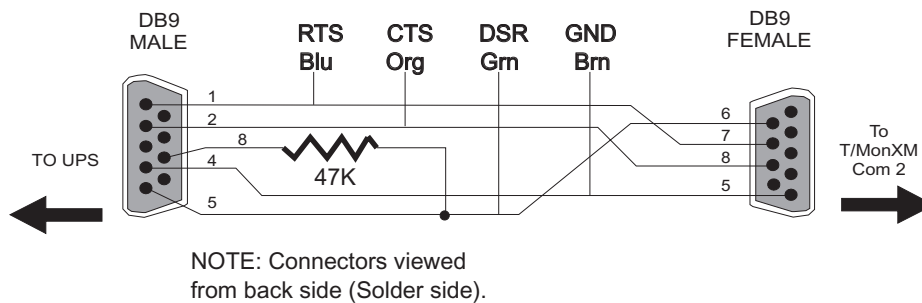 DB9
MALE
RTS
Blu
CTS
Org
DSR
Grn
GND
Brn
DB9
FEMALE
1
2
8
4
5
47K
6
7
8
5
TO UPS
To
T/MonXM
Com 2
NOTE: Connectors viewed
from back side (Solder side).